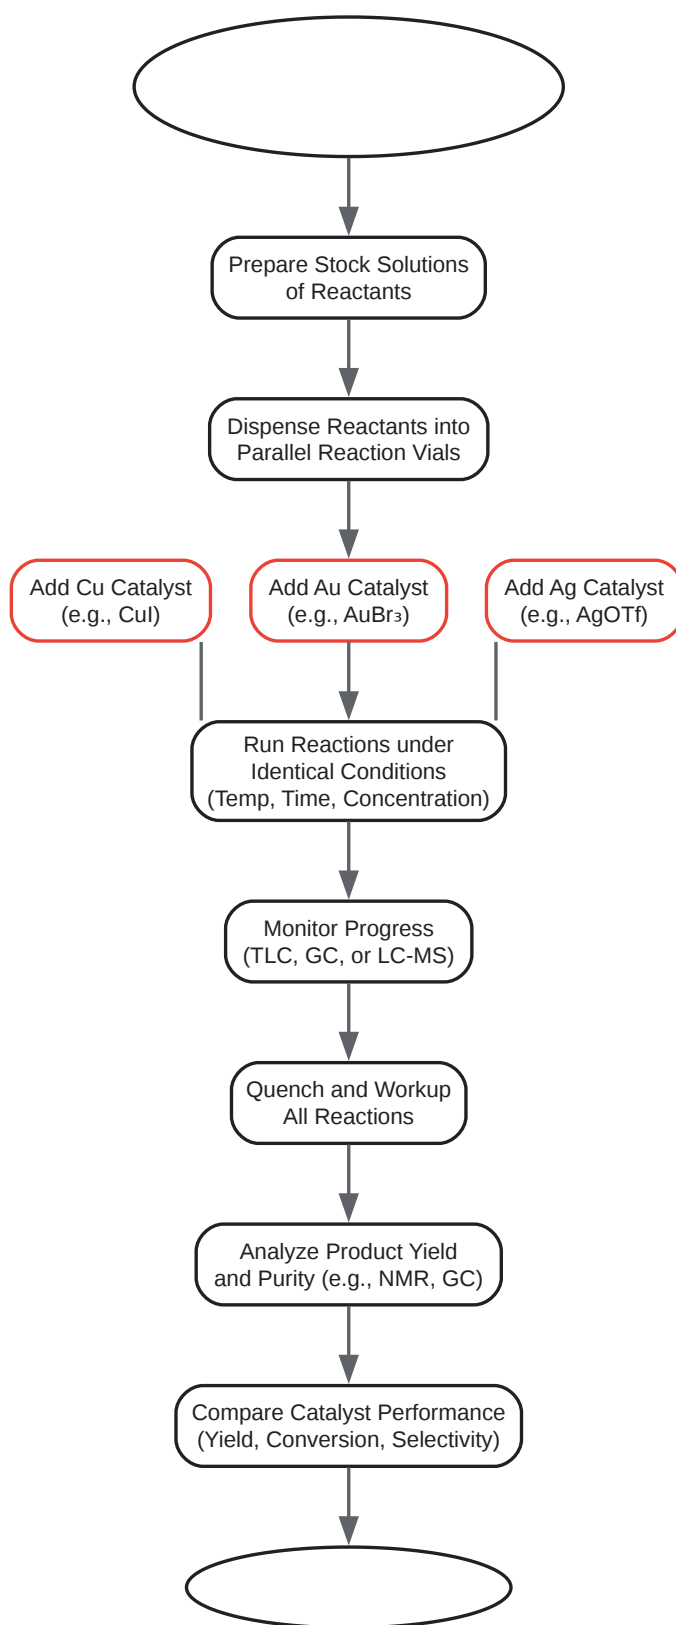 Prepare Stock Solutions
of Reactants
Dispense Reactants into
Parallel Reaction Vials
Add Cu Catalyst
(e.g., CuI)
Add Au Catalyst
(e.g., AuBr₃)
Add Ag Catalyst
(e.g., AgOTf)
Run Reactions under
Identical Conditions
(Temp, Time, Concentration)
Monitor Progress
(TLC, GC, or LC-MS)
Quench and Workup
All Reactions
Analyze Product Yield
and Purity (e.g., NMR, GC)
Compare Catalyst Performance
(Yield, Conversion, Selectivity)